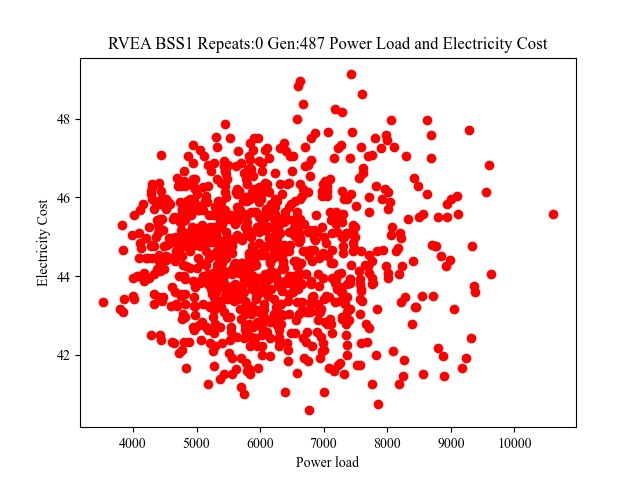 RVEA BSS1 Repeats:0 Gen:487 Power Load and Electricity Cost
48
46
44
42
Electricity Cost
4000 5000 6000 7000 8000 9000 10000
Power load